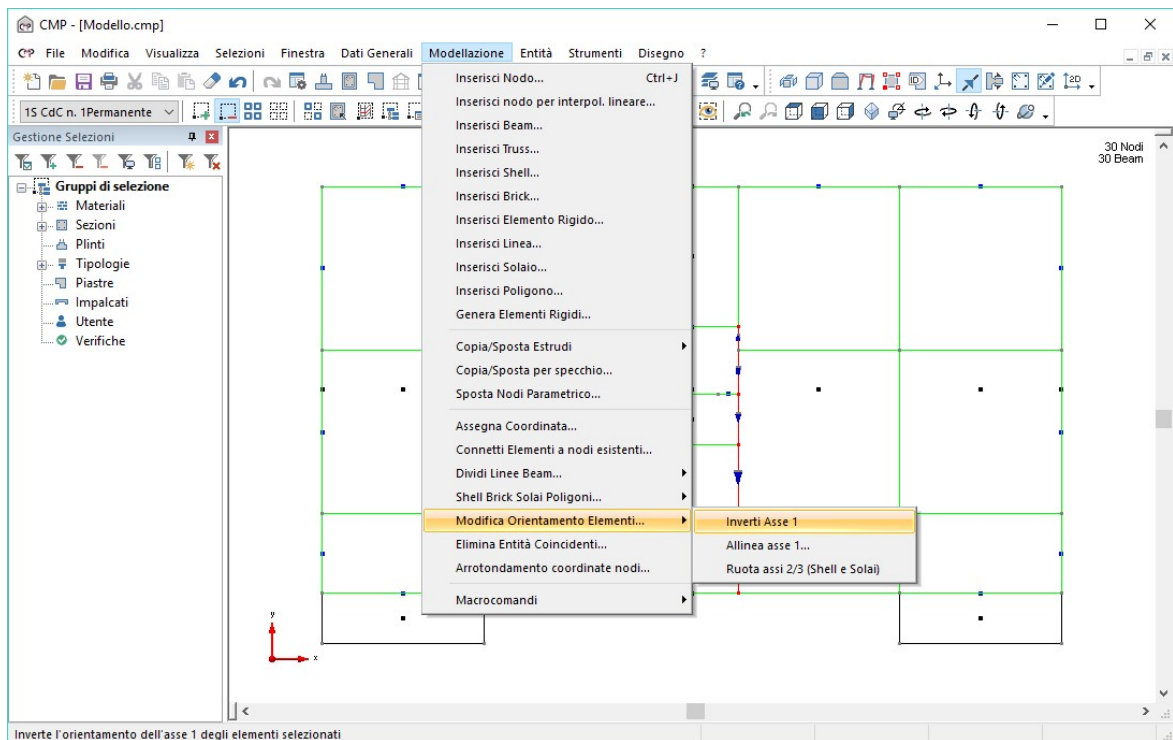 CMP - [Modello.cmp]
File Modifica Visualizza Selezioni Finestra Dati Generali Modellazione Entità Strumenti Disegno ?
1S CdC n. 1Permanente
Gestione Selezioni
Gruppi di selezione
Materiali
Sezioni
Plinti
Tipologie
Piastre
Impalcati
Utente
Verifiche
Inserisci Nodo... Ctrl+J
Inserisci nodo per interpol. lineare...
Inserisci Beam...
Inserisci Truss...
Inserisci Shell...
Inserisci Brick...
Inserisci Elemento Rigido...
Inserisci Linea...
Inserisci Solaio...
Inserisci Poligono...
Genera Elementi Rigidi...
Copia/Sposta Estrudi
Copia/Sposta per specchio...
Sposta Nodi Parametrico...
Assegna Coordinata...
Connetti Elementi a nodi esistenti...
Dividi Linee Beam...
Shell Brick Solai Poligoni...
Modifica Orientamento Elementi...
Elimina Entità Coincidenti...
Arrotondamento coordinate nodi...
Macrocomandi
Inverti Asse 1
Allinea asse 1...
Ruota assi 2/3 (Shell e Solai)
30 Nodi
30 Beam
y
x
Inverte l'orientamento dell'asse 1 degli elementi selezionati